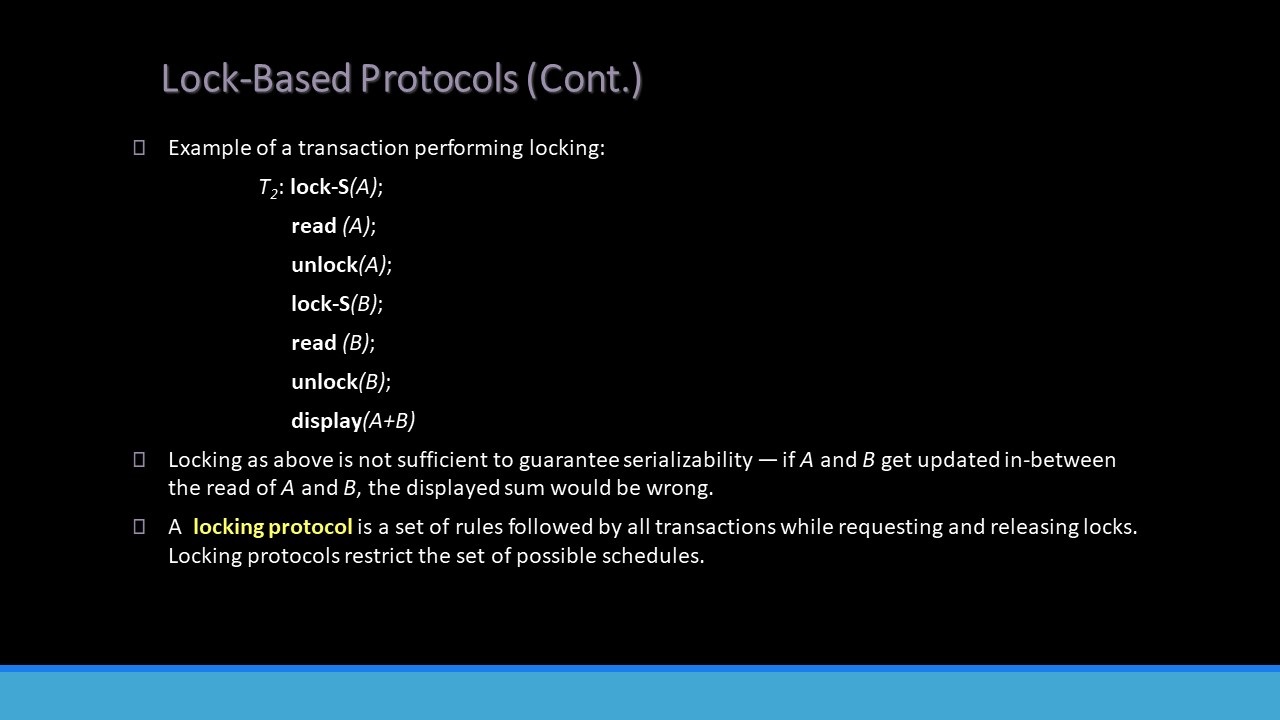 Lock-Based Protocols (Cont.)
Example of a transaction performing locking:
T2: lock-S(A);
read (A);
unlock(A);
lock-S(B);
read (B);
unlock(B);
display(A+B)
Locking as above is not sufficient to guarantee serializability — if A and B get updated in-between
the read of A and B, the displayed sum would be wrong.
A locking protocol is a set of rules followed by all transactions while requesting and releasing locks.
Locking protocols restrict the set of possible schedules.